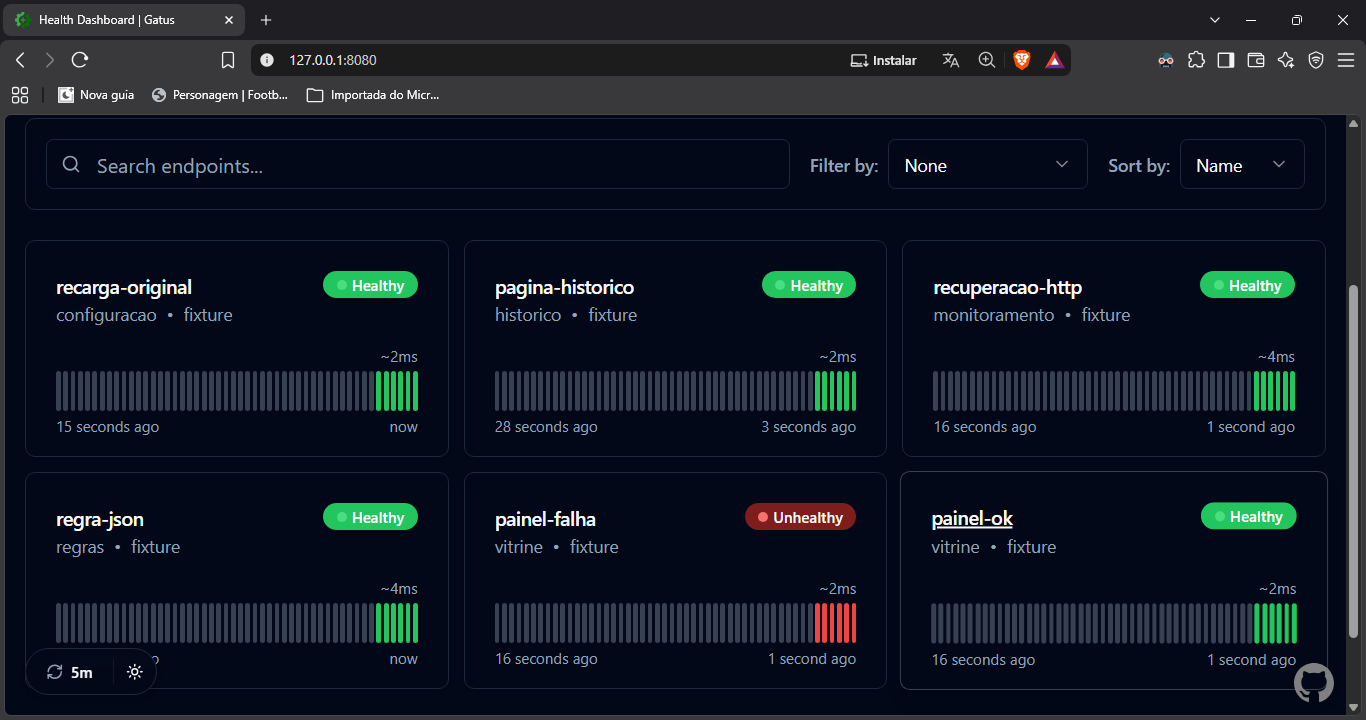 Health Dashboard | Gatus
127.0.0.1:8080
Instalar
Nova guia
Personagem | Footb...
Importada do Micr...
Search endpoints...
Filter by:
None
Sort by:
Name
recarga-original
Healthy
configuracao • fixture
~2ms
15 seconds ago
now
pagina-historico
Healthy
historico • fixture
~2ms
28 seconds ago
3 seconds ago
recuperacao-http
Healthy
monitoramento • fixture
~4ms
16 seconds ago
1 second ago
regra-json
Healthy
regras • fixture
~4ms
now
painel-falha
Unhealthy
vitrine • fixture
~2ms
16 seconds ago
1 second ago
painel-ok
Healthy
vitrine • fixture
~2ms
16 seconds ago
1 second ago
5m